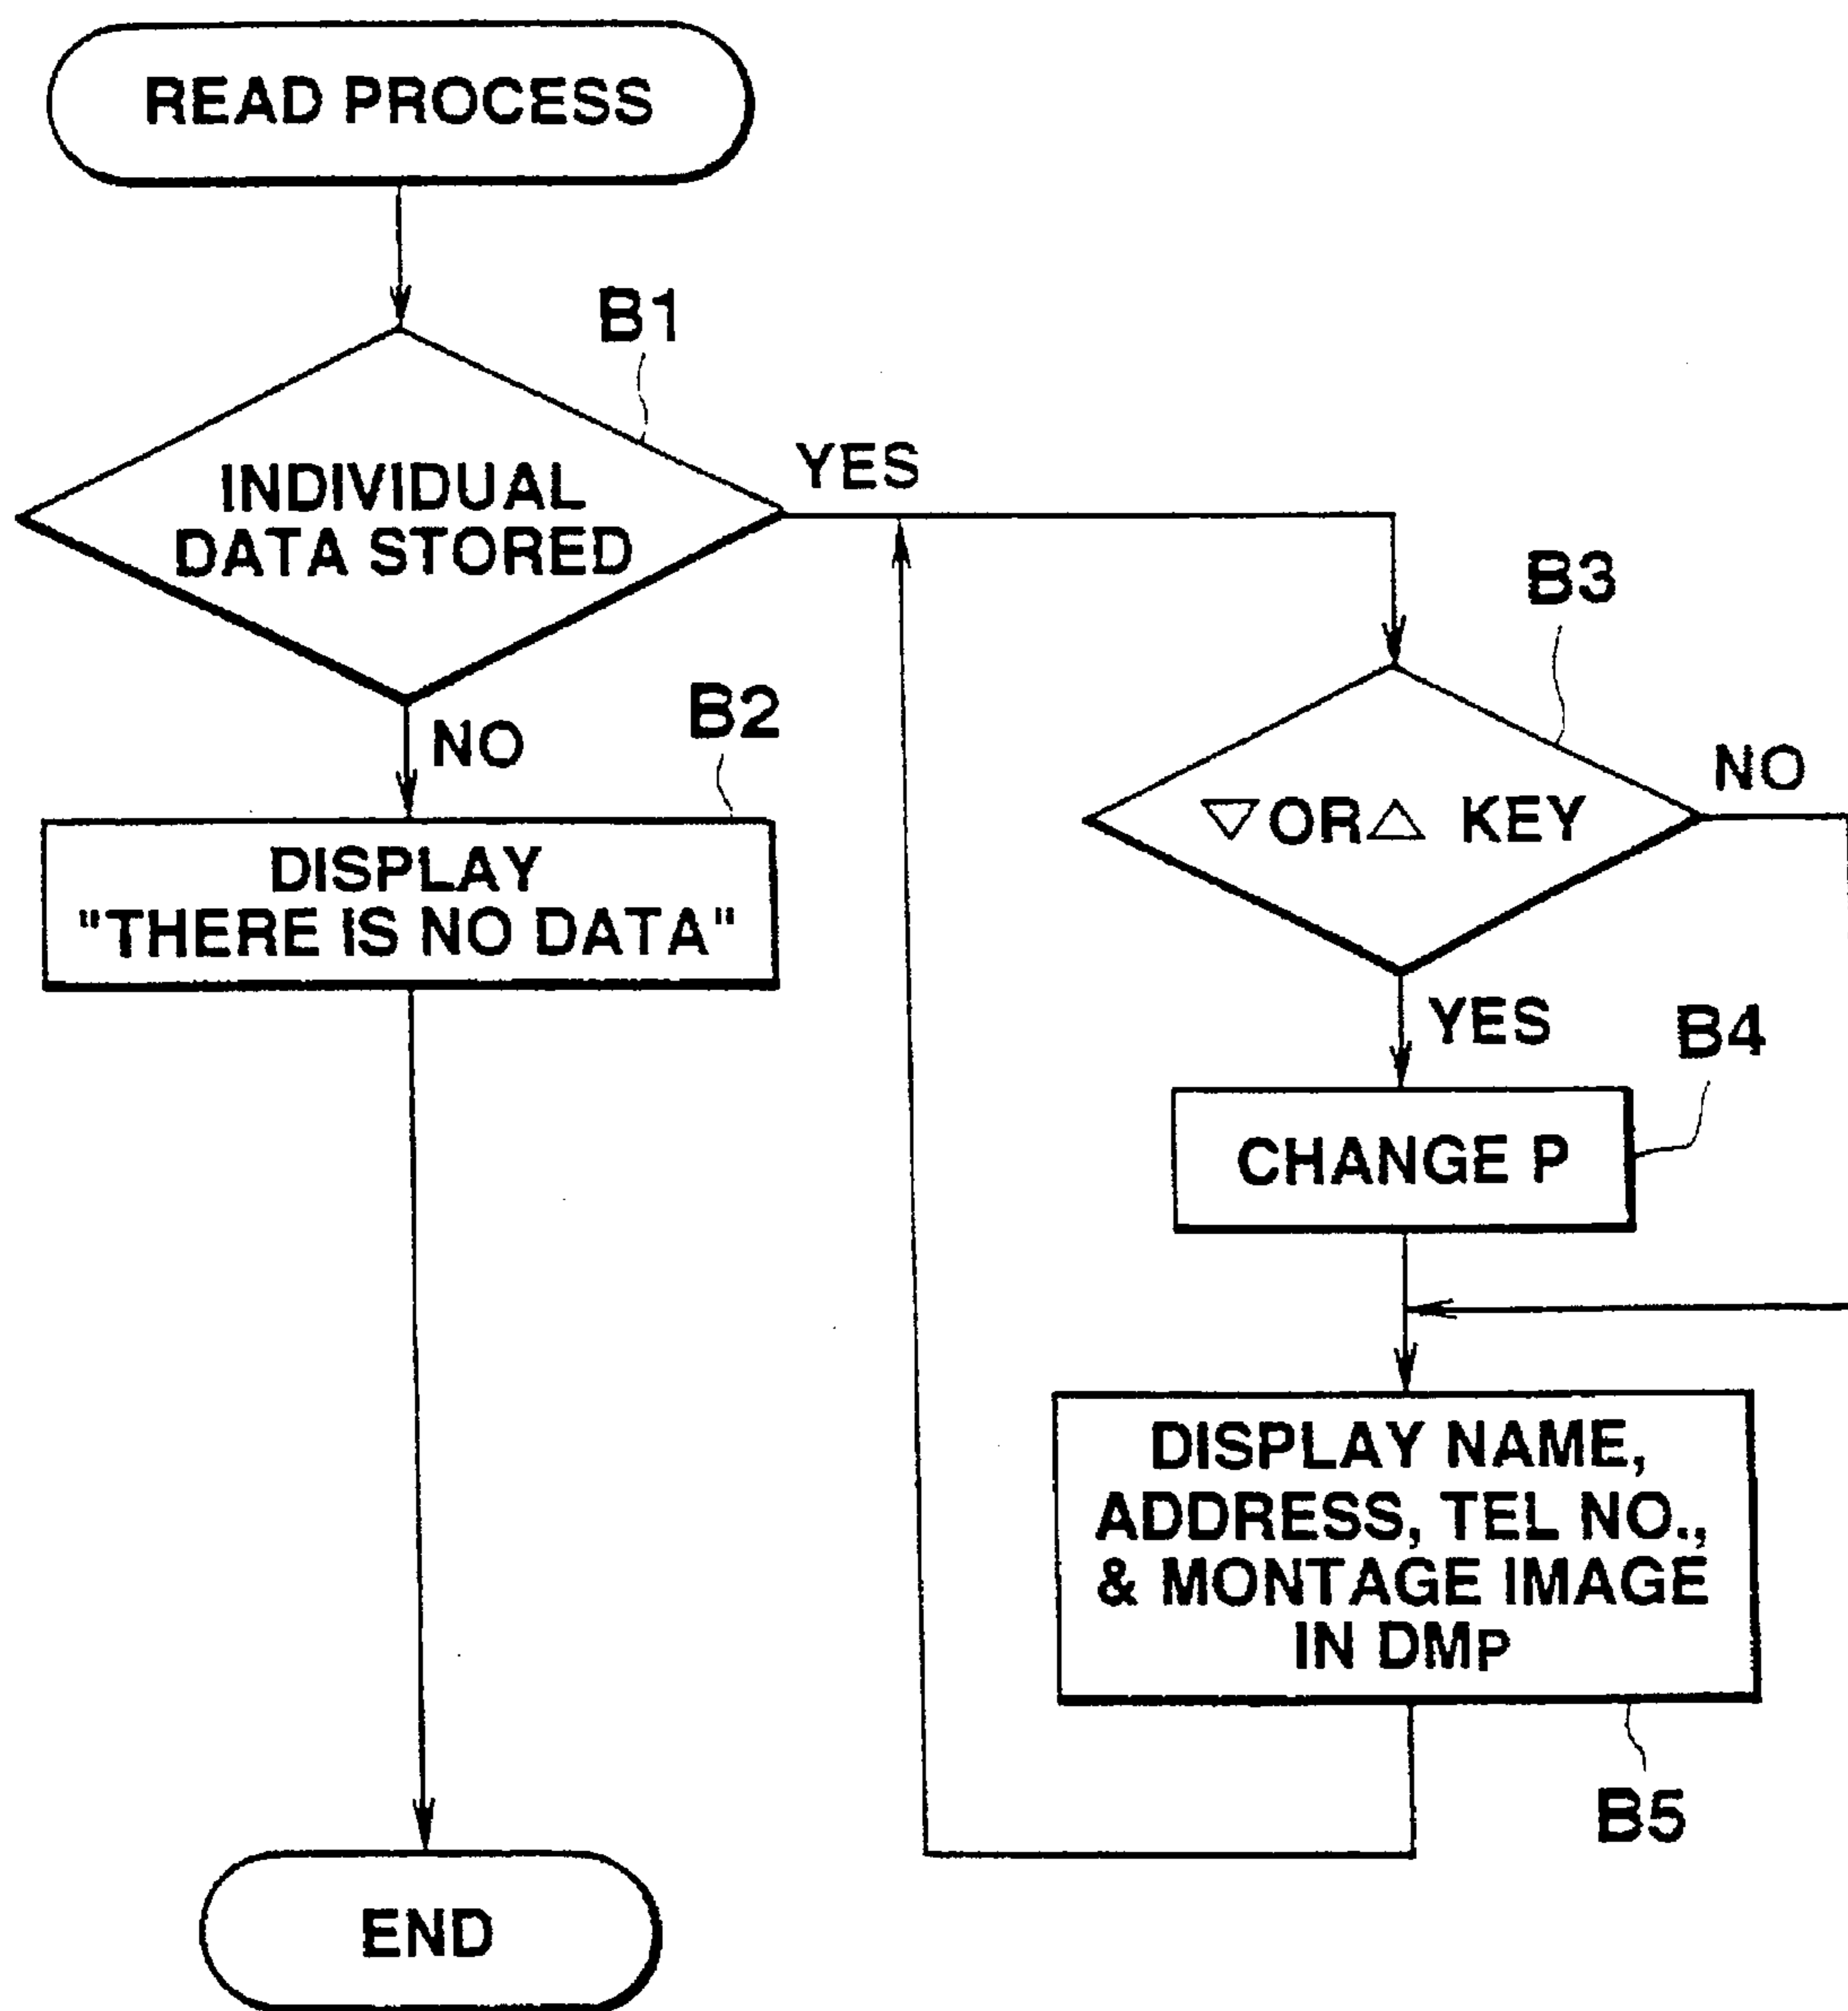 READ PROCESS
B1
INDIVIDUAL
DATA STORED
YES
NO
B2
DISPLAY
"THERE IS NO DATA"
END
B3
▽ OR △ KEY
NO
YES
B4
CHANGE P
DISPLAY NAME,
ADDRESS, TEL NO.,
& MONTAGE IMAGE
IN DMP
B5